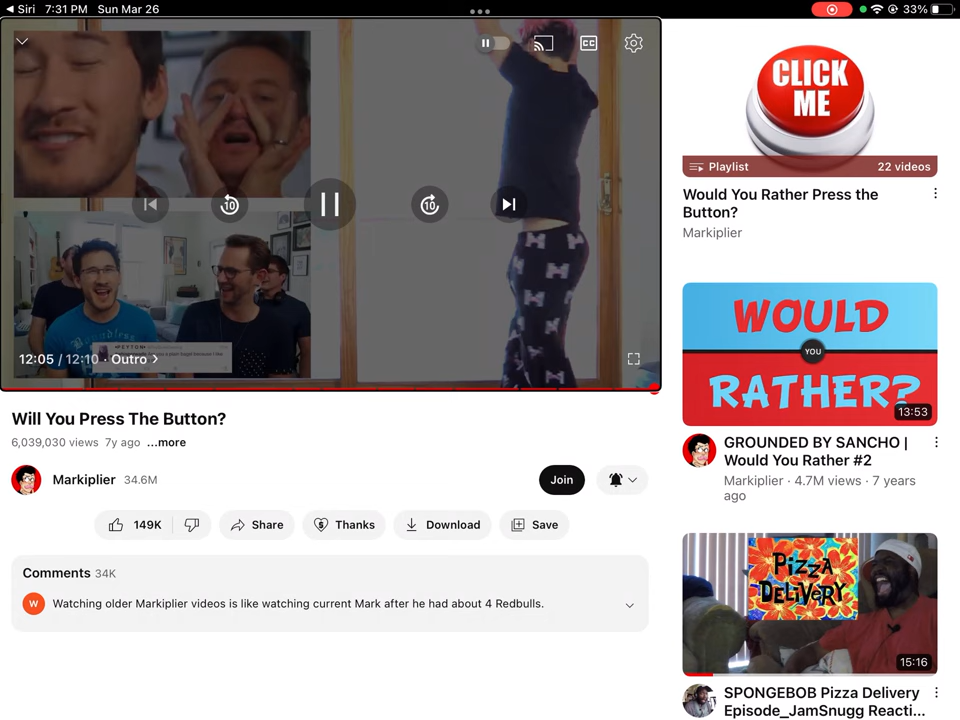 Siri 7:31 PM Sun Mar 26
33%
CC
10
10
12:05 / 12:10 · Outro
Will You Press The Button?
6,039,030 views 7y ago ...more
Markiplier 34.6M
Join
149K
Share
Thanks
Download
Save
Comments 34K
W
Watching older Markiplier videos is like watching current Mark after he had about 4 Redbulls.
CLICK
ME
Playlist 22 videos
Would You Rather Press the
Button?
Markiplier
WOULD
YOU
RATHER?
13:53
GROUNDED BY SANCHO |
Would You Rather #2
Markiplier · 4.7M views · 7 years
ago
PiZZA
DELiVeRY
15:16
SPONGEBOB Pizza Delivery
Episode_JamSnugg Reacti...